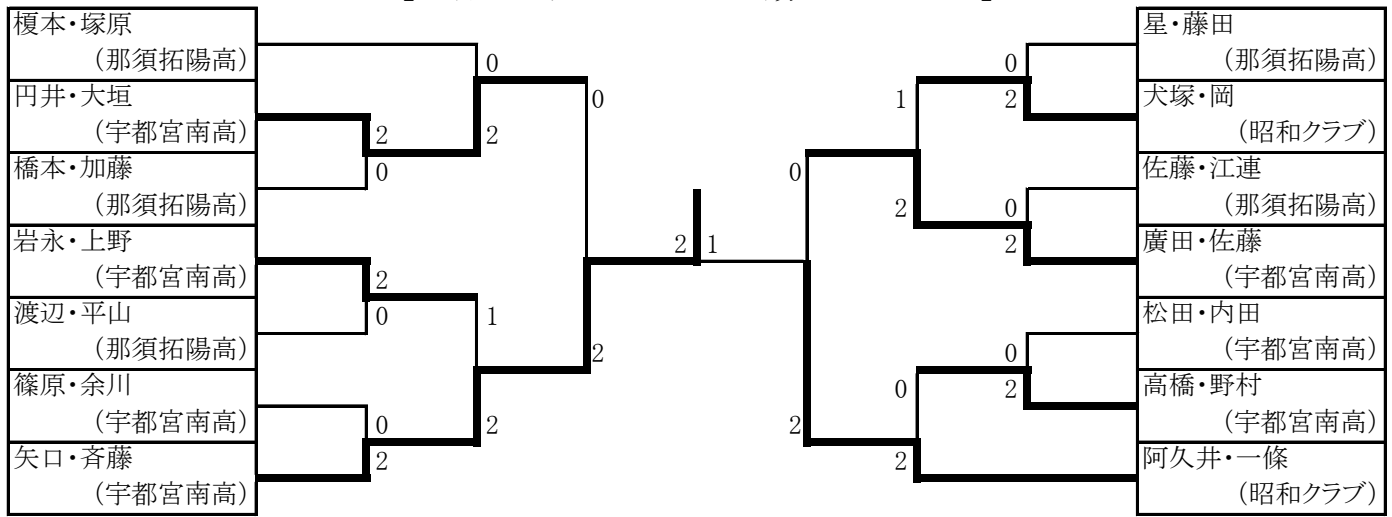 榎本・塚原
(那須拓陽高)
円井・大垣
(宇都宮南高)
橋本・加藤
(那須拓陽高)
岩永・上野
(宇都宮南高)
渡辺・平山
(那須拓陽高)
篠原・余川
(宇都宮南高)
矢口・斉藤
(宇都宮南高)
0
2
2
0
2
0
1
2
0
2
0
2
2
1
0
2
1
2
0
2
0
2
0
2
0
2
星・藤田
(那須拓陽高)
犬塚・岡
(昭和クラブ)
佐藤・江連
(那須拓陽高)
廣田・佐藤
(宇都宮南高)
松田・内田
(宇都宮南高)
高橋・野村
(宇都宮南高)
阿久井・一條
(昭和クラブ)